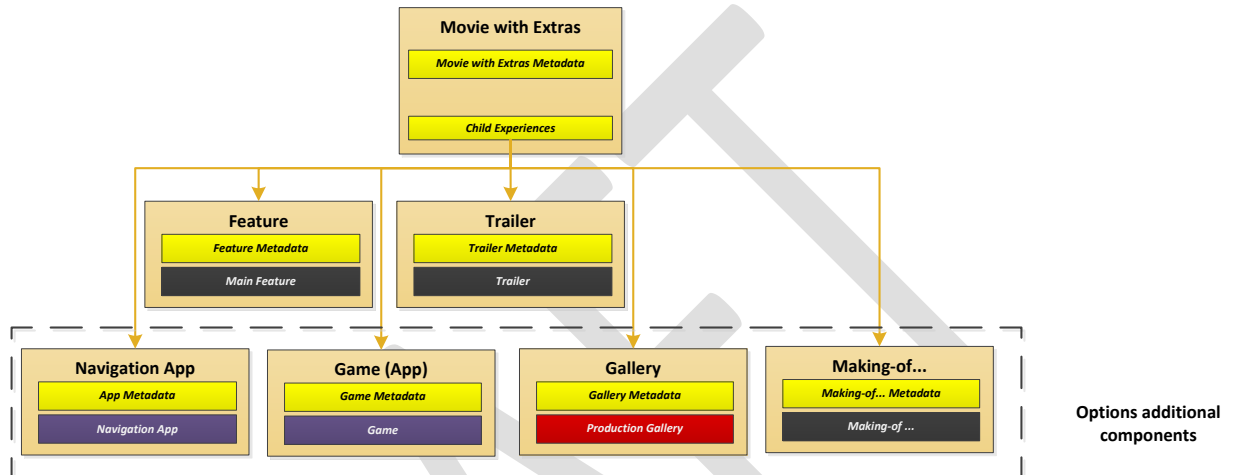 Movie with Extras
Movie with Extras Metadata
Child Experiences
Feature
Feature Metadata
Main Feature
Trailer
Trailer Metadata
Trailer
Navigation App
App Metadata
Navigation App
Game (App)
Game Metadata
Game
Gallery
Gallery Metadata
Production Gallery
Making-of...
Making-of... Metadata
Making-of ...
Options additional
components